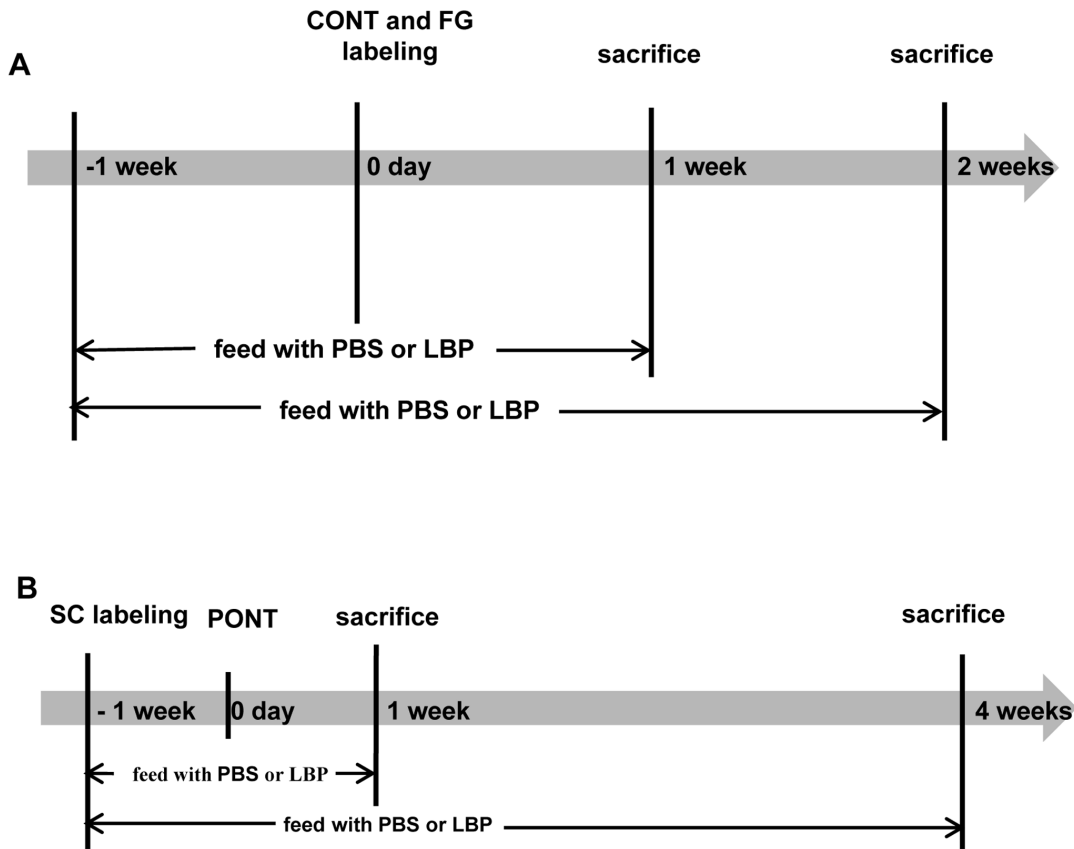 A
CONT and FG
labeling
sacrifice
sacrifice
-1 week
0 day
1 week
2 weeks
feed with PBS or LBP
feed with PBS or LBP
B
SC labeling
PONT
sacrifice
sacrifice
- 1 week
0 day
1 week
4 weeks
feed with PBS or LBP
feed with PBS or LBP